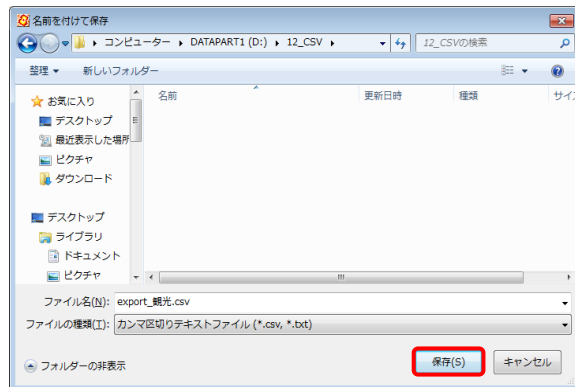 名前を付けて保存
コンピューター ▸ DATAPART1 (D:) ▸ 12_CSV ▸ 12_CSVの検索
整理 新しいフォルダー
お気に入り 名前 更新日時 種類 サイズ
デスクトップ
最近表示した場所
ピクチャ
ダウンロード
デスクトップ
ライブラリ
ドキュメント
ピクチャ
ファイル名(N): export_観光.csv
ファイルの種類(T): カンマ区切りテキストファイル (*.csv, *.txt)
フォルダーの非表示 保存(S) キャンセル